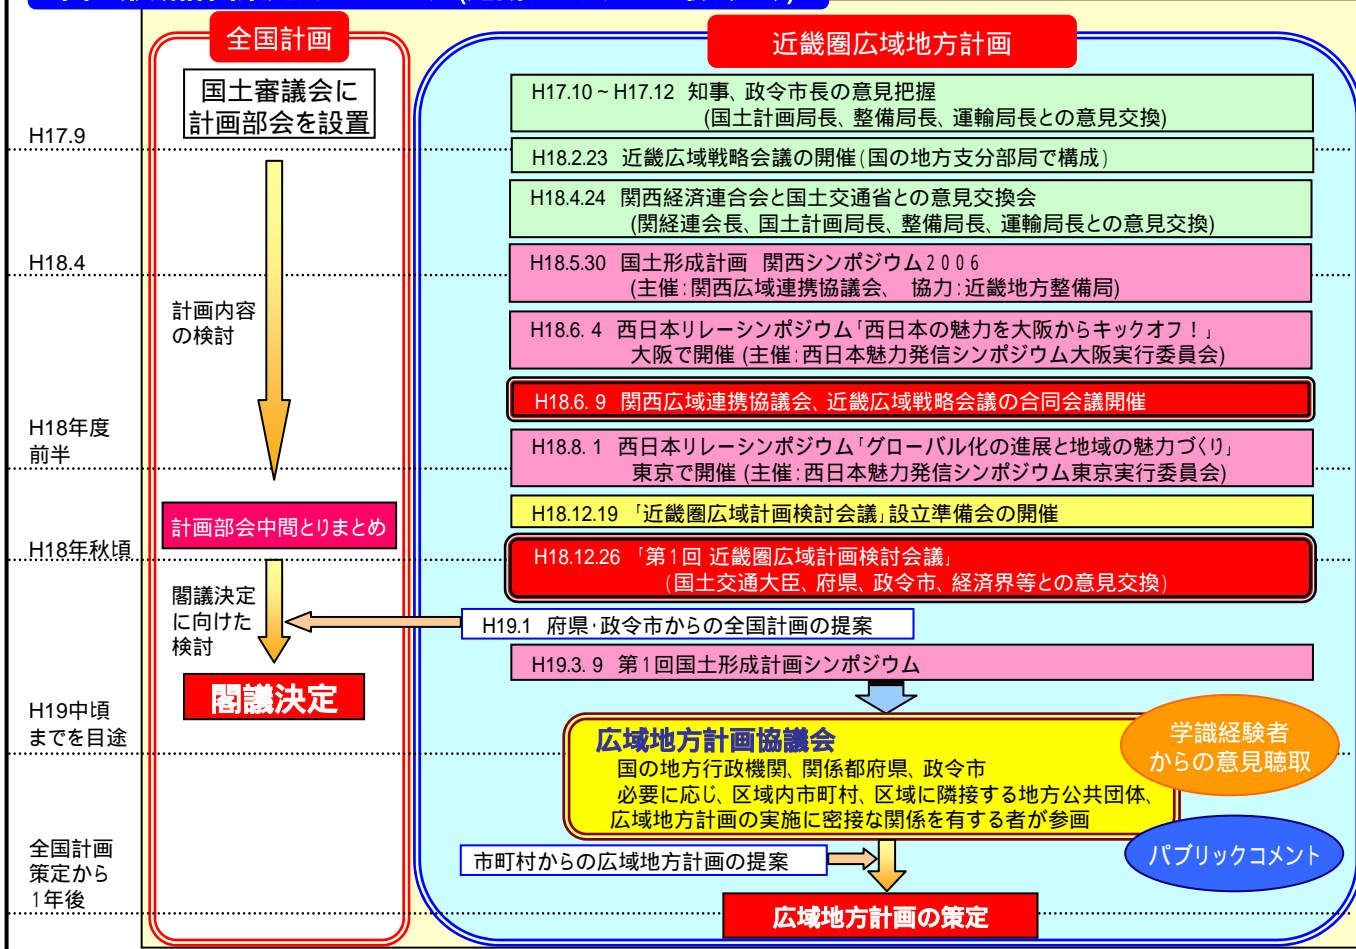 全国計画
近畿圏広域地方計画
国土審議会に
計画部会を設置
H17.9
H18.4
計画内容
の検討
H18年度
前半
計画部会中間とりまとめ
H18年秋頃
閣議決定
に向けた
検討
閣議決定
H19中頃
までを目途
全国計画
策定から
1年後
H17.10～H17.12 知事、政令市長の意見把握
(国土計画局長、整備局長、運輸局長との意見交換)
H18.2.23 近畿広域戦略会議の開催(国の地方支分部局で構成)
H18.4.24 関西経済連合会と国土交通省との意見交換会
(関経連会長、国土計画局長、整備局長、運輸局長との意見交換)
H18.5.30 国土形成計画 関西シンポジウム2006
(主催:関西広域連携協議会、 協力:近畿地方整備局)
H18.6. 4 西日本リレーシンポジウム「西日本の魅力を大阪からキックオフ!」
大阪で開催 (主催:西日本魅力発信シンポジウム大阪実行委員会)
H18.6. 9 関西広域連携協議会、近畿広域戦略会議の合同会議開催
H18.8. 1 西日本リレーシンポジウム「グローバル化の進展と地域の魅力づくり」
東京で開催 (主催:西日本魅力発信シンポジウム東京実行委員会)
H18.12.19 「近畿圏広域計画検討会議」設立準備会の開催
H18.12.26 「第1回 近畿圏広域計画検討会議」
(国土交通大臣、府県、政令市、経済界等との意見交換)
H19.1 府県・政令市からの全国計画の提案
H19.3. 9 第1回国土形成計画シンポジウム
広域地方計画協議会
国の地方行政機関、関係都府県、政令市
必要に応じ、区域内市町村、区域に隣接する地方公共団体、
広域地方計画の実施に密接な関係を有する者が参画
学識経験者
からの意見聴取
パブリックコメント
市町村からの広域地方計画の提案
広域地方計画の策定